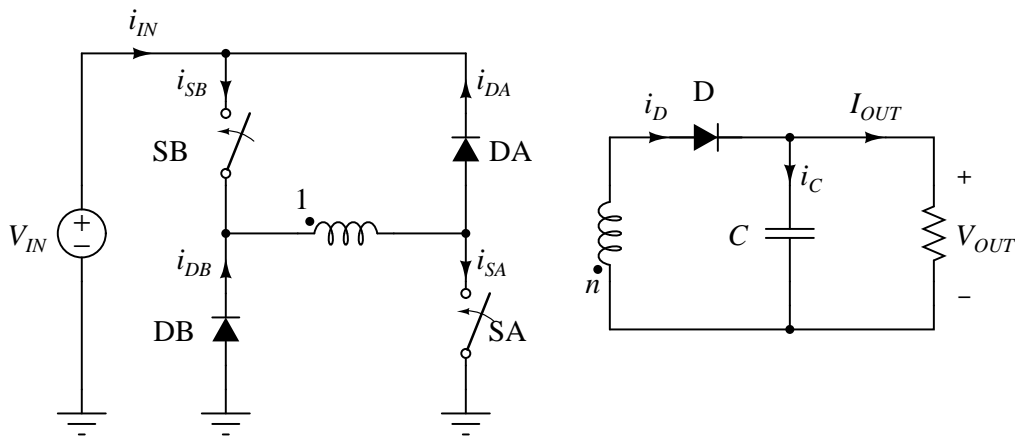 i_IN
i_SB
i_DA
SB
DA
1
V_IN
+
−
i_DB
i_SA
DB
SA
D
i_D
I_OUT
i_C
C
n
+
V_OUT
−